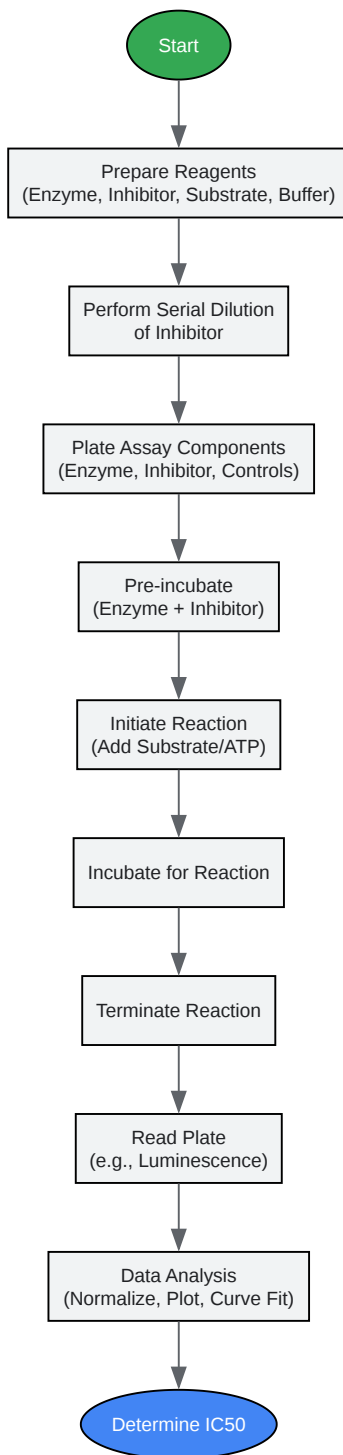 Start
Prepare Reagents
(Enzyme, Inhibitor, Substrate, Buffer)
Perform Serial Dilution
of Inhibitor
Plate Assay Components
(Enzyme, Inhibitor, Controls)
Pre-incubate
(Enzyme + Inhibitor)
Initiate Reaction
(Add Substrate/ATP)
Incubate for Reaction
Terminate Reaction
Read Plate
(e.g., Luminescence)
Data Analysis
(Normalize, Plot, Curve Fit)
Determine IC50